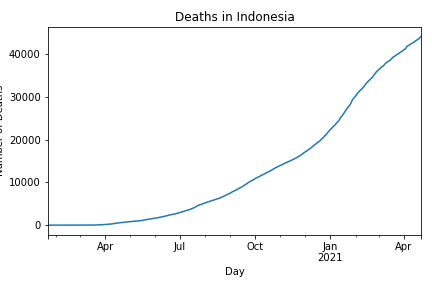 Deaths in Indonesia
40000
30000
20000
10000
0
Number of Deaths
Apr
Jul
Oct
Jan
2021
Apr
Day